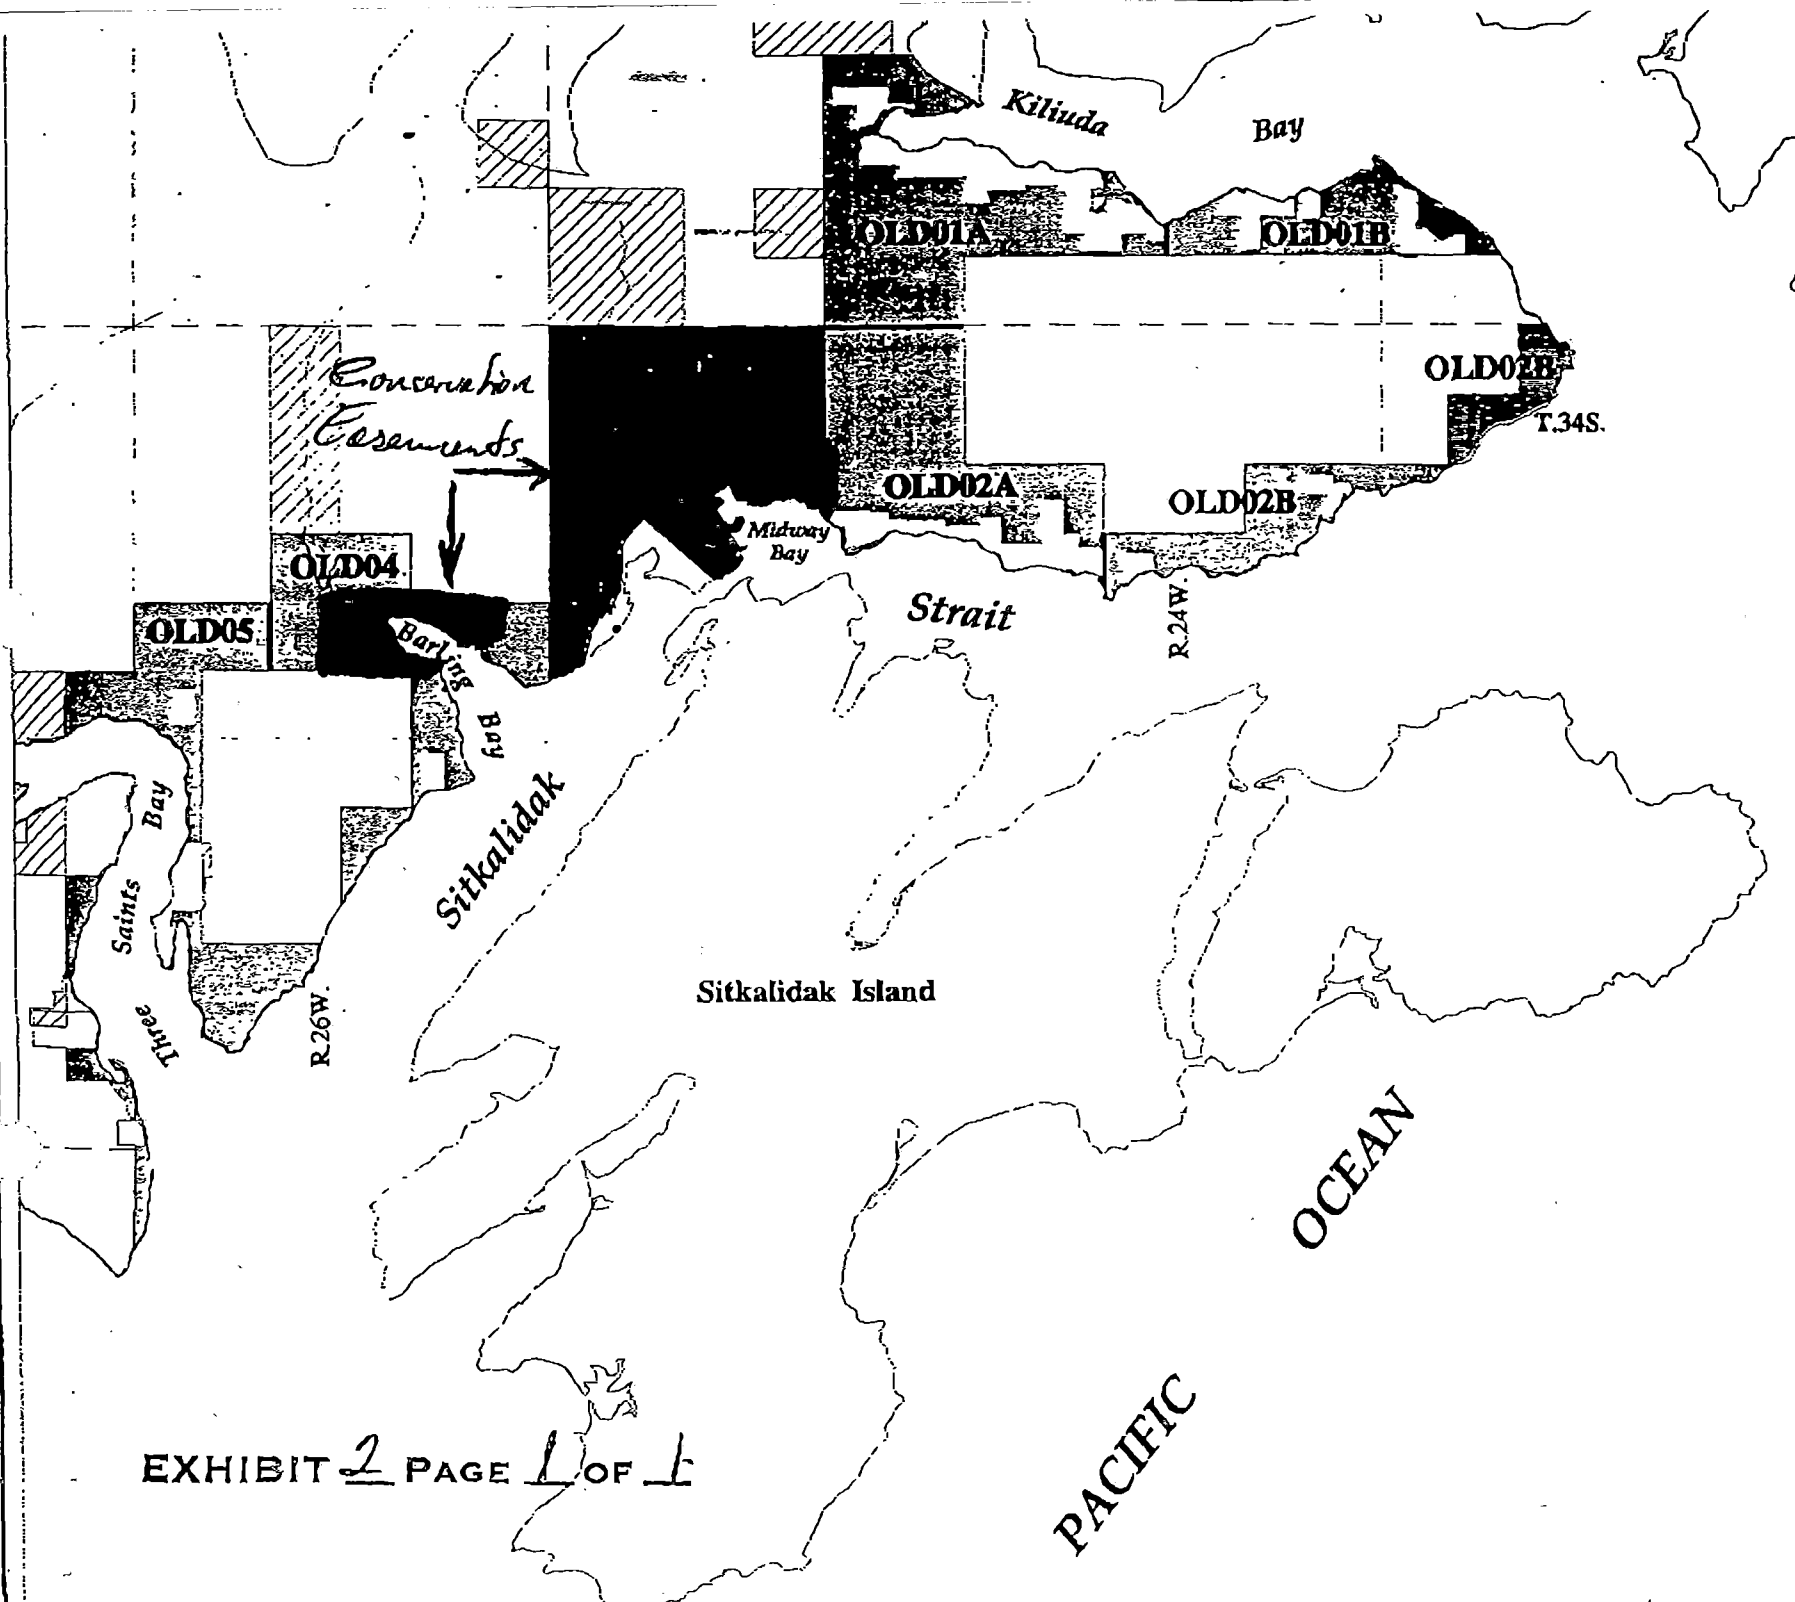 Kiliuda
Bay
OLD01A
OLD01B
Conservation
Easements
OLD02B
T.34S.
OLD02A
OLD02B
Midway
Bay
OLD04
Strait
R.24W.
OLD05
Barling
Bay
Sitkalidak
Bay
Saints
Three
Sitkalidak Island
R.26W.
OCEAN
PACIFIC
EXHIBIT 2 PAGE 1 OF 1